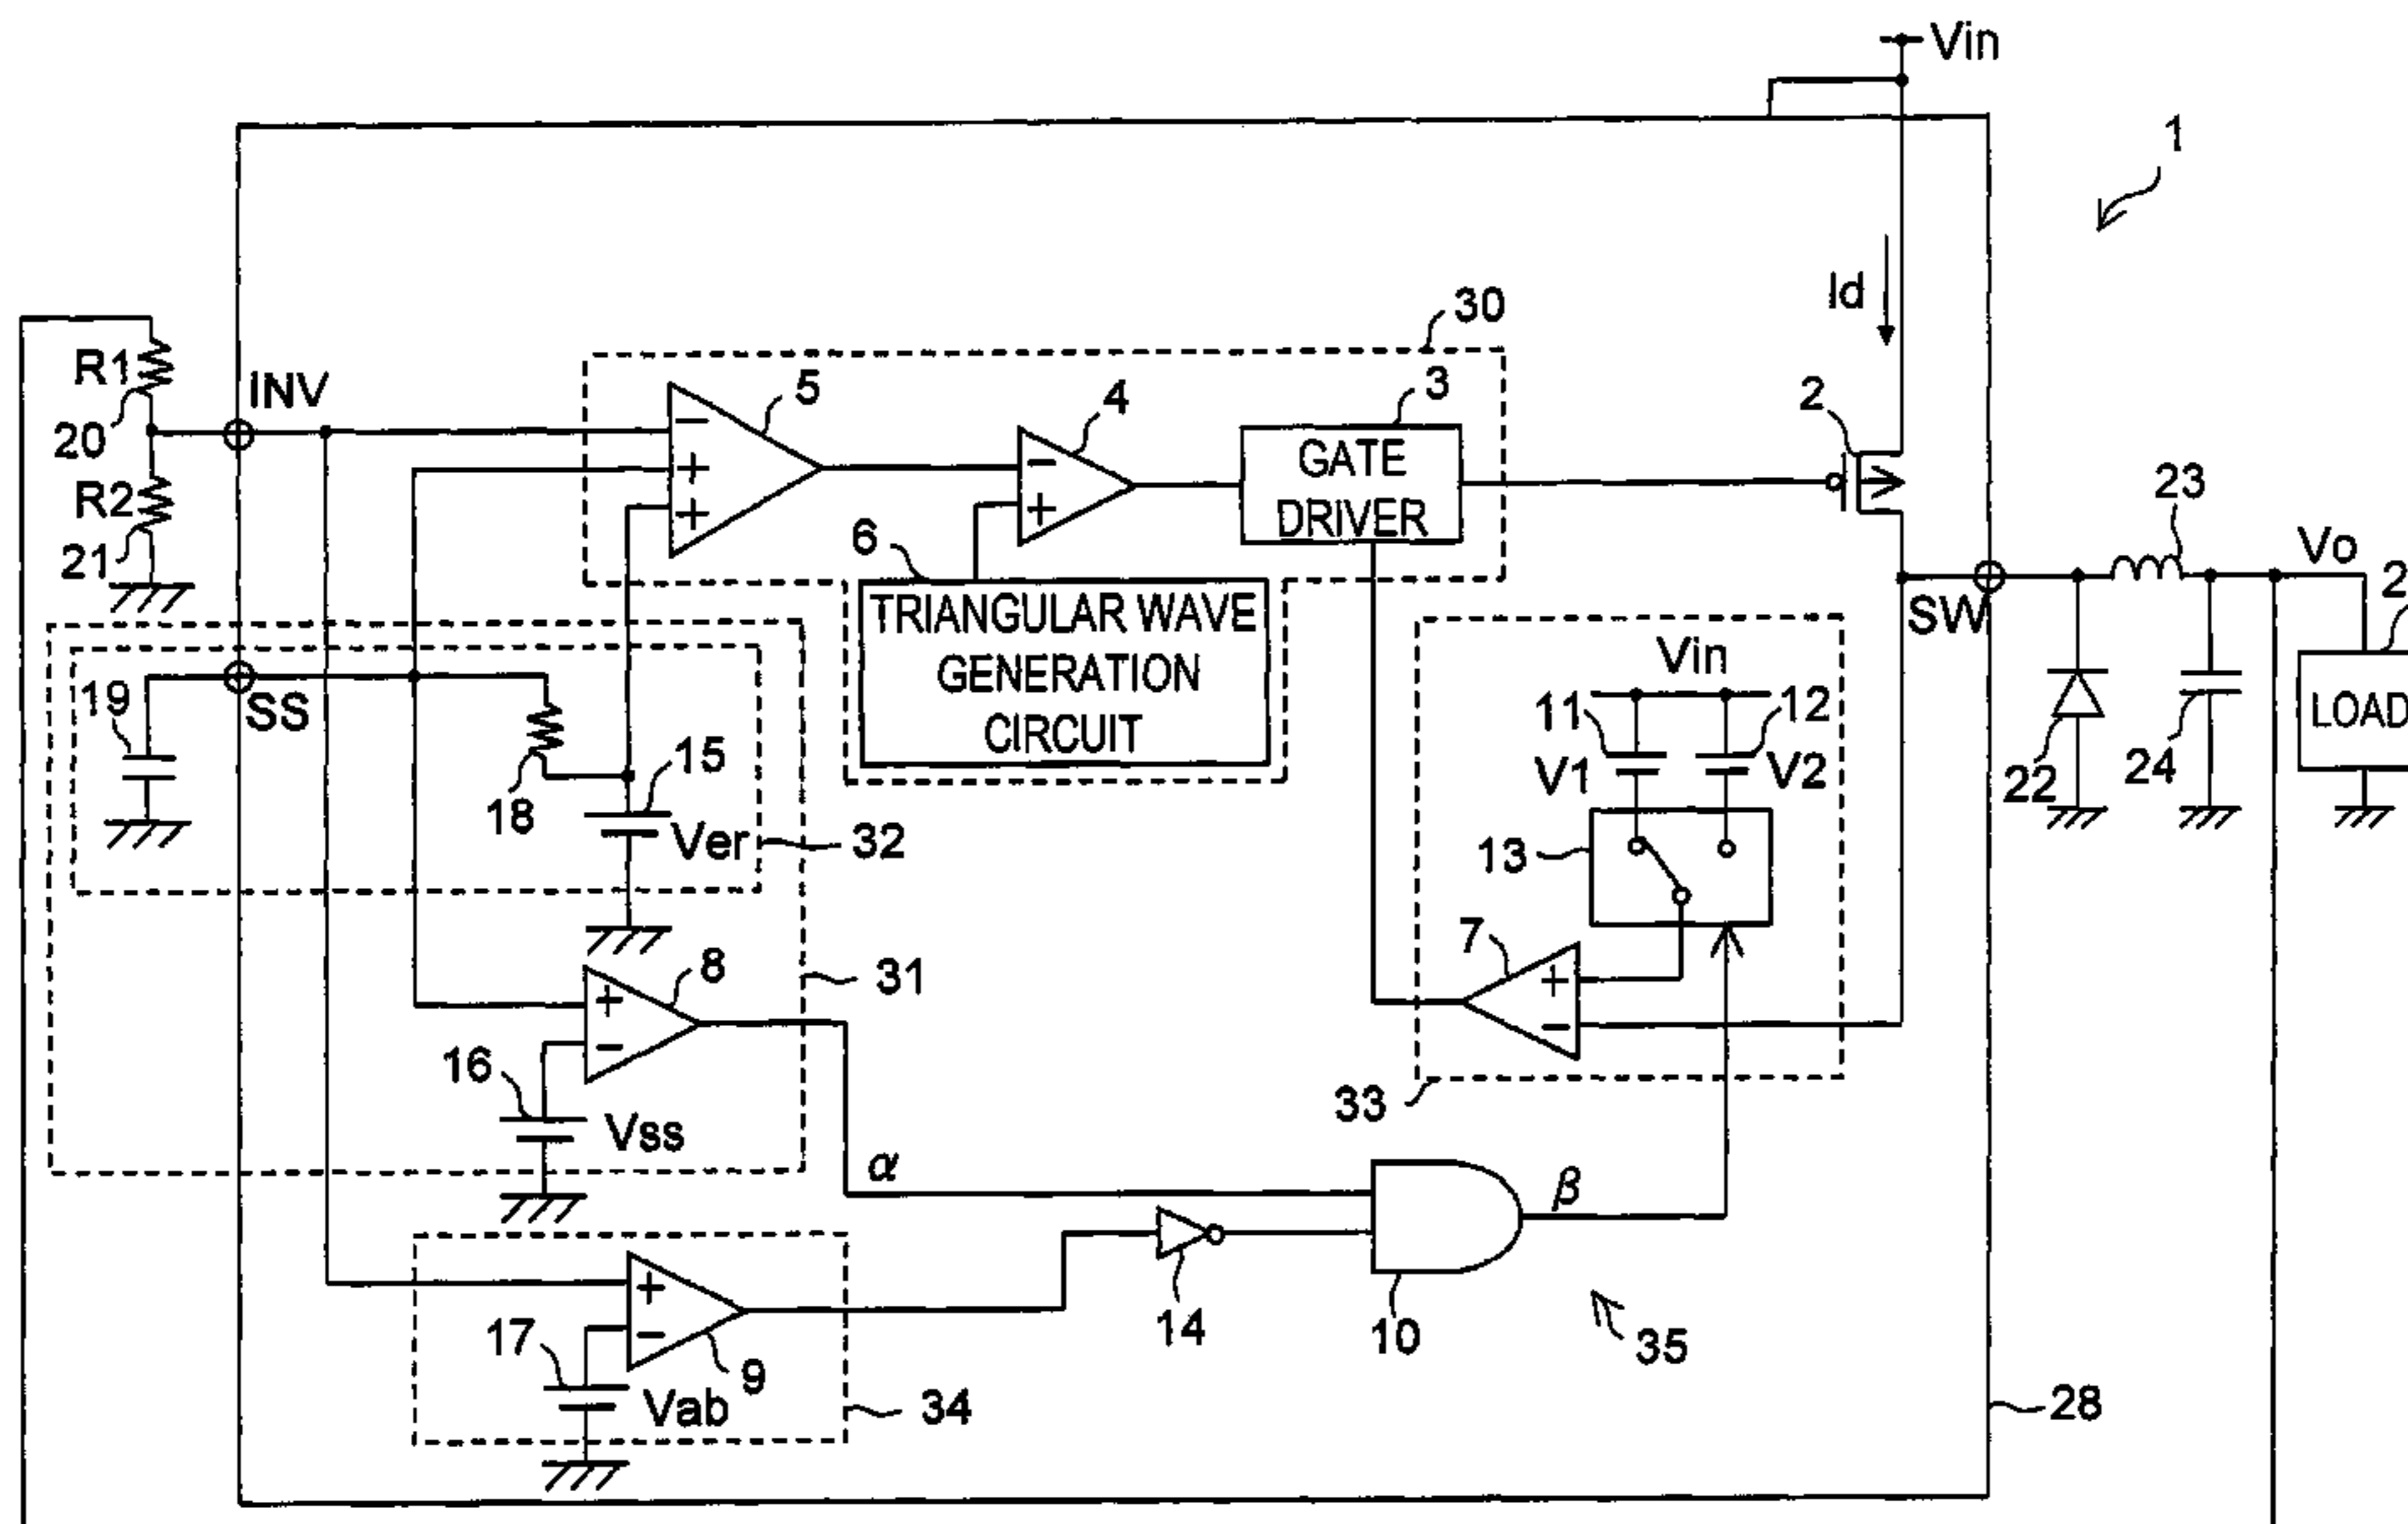 Vin
1
Id
30
R1
20
INV
5
4
3
2
GATE
DRIVER
R2
21
23
Vo
SW
6
TRIANGULAR WAVE
GENERATION
CIRCUIT
Vin
11
12
V1
V2
19
SS
18
15
Ver
32
13
22
24
LOAD
8
31
7
16
Vss
33
α
β
14
10
35
17
9
Vab
34
28